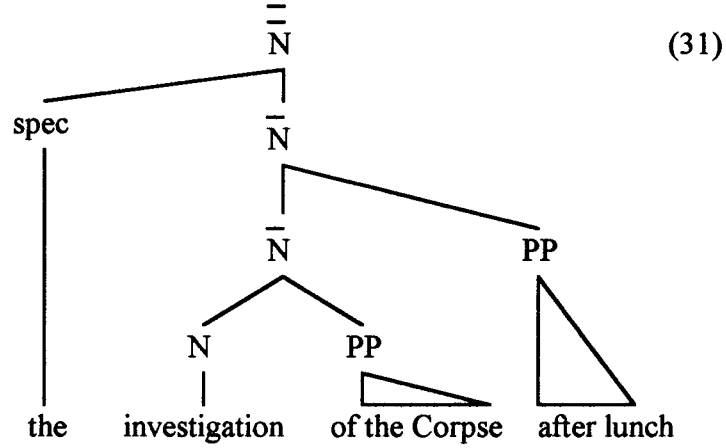 N̿ (31)
spec N̄
N̄ PP
N PP
the investigation of the Corpse after lunch